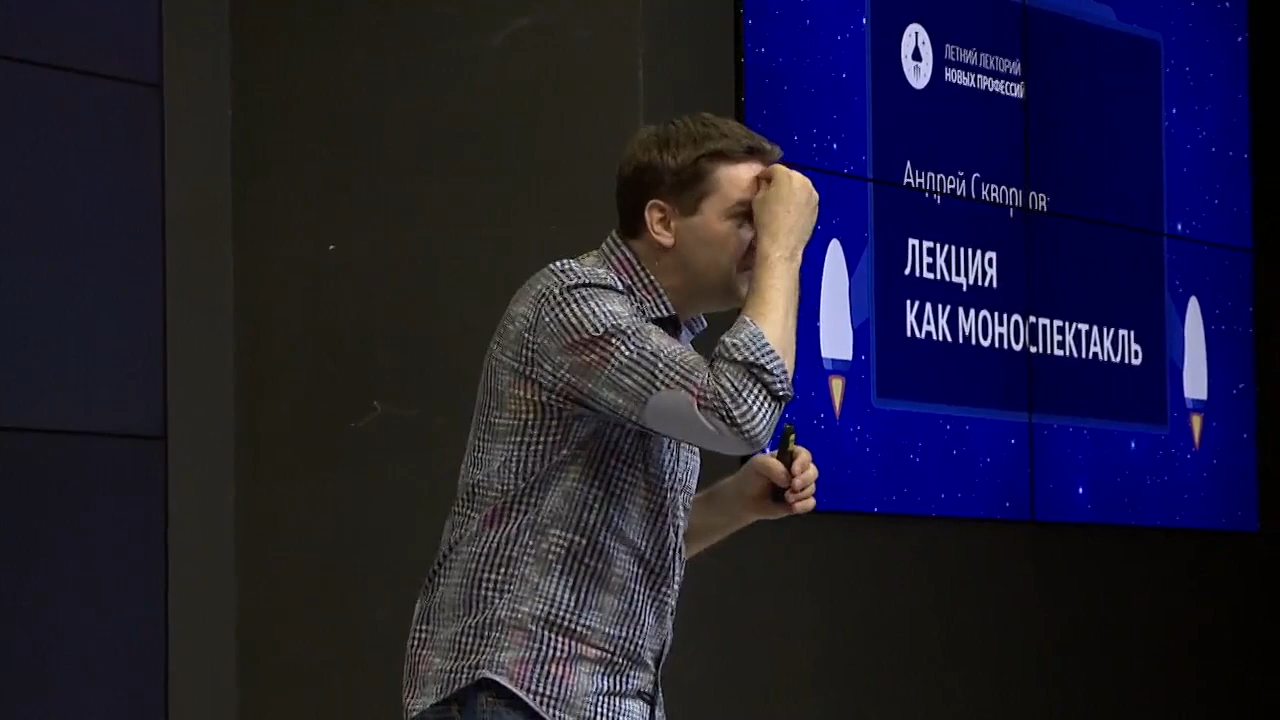 ЛЕТНИЙ ЛЕКТОРИЙ
НОВЫХ ПРОФЕССИЙ
Андрей Скворцов
ЛЕКЦИЯ
КАК МОНОСПЕКТАКЛЬ